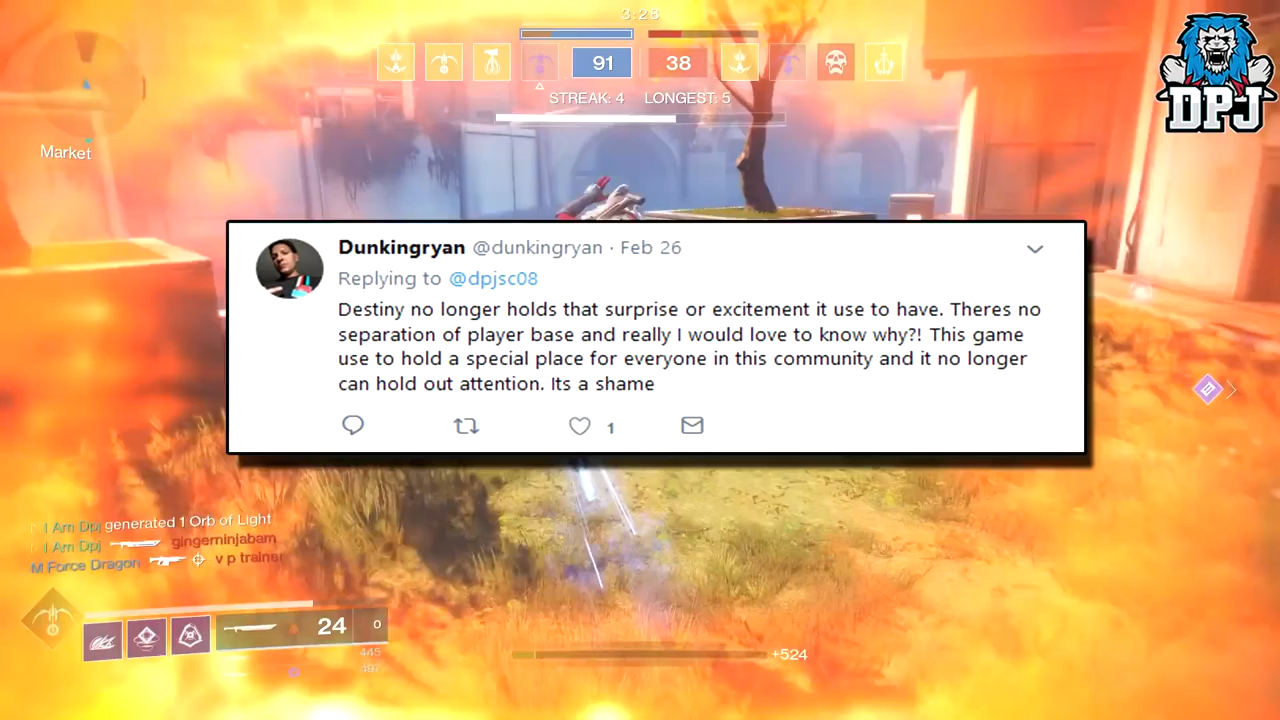 3:28
91
38
STREAK: 4 LONGEST: 5
DPJ
Market
Dunkingryan @dunkingryan · Feb 26
Replying to @dpjsc08
Destiny no longer holds that surprise or excitement it use to have. Theres no
separation of player base and really I would love to know why?! This game
use to hold a special place for everyone in this community and it no longer
can hold out attention. Its a shame
1
I Am Dpj generated 1 Orb of Light
I Am Dpj gingerninjabam
M Force Dragon v p trainer
24
0
445
+524